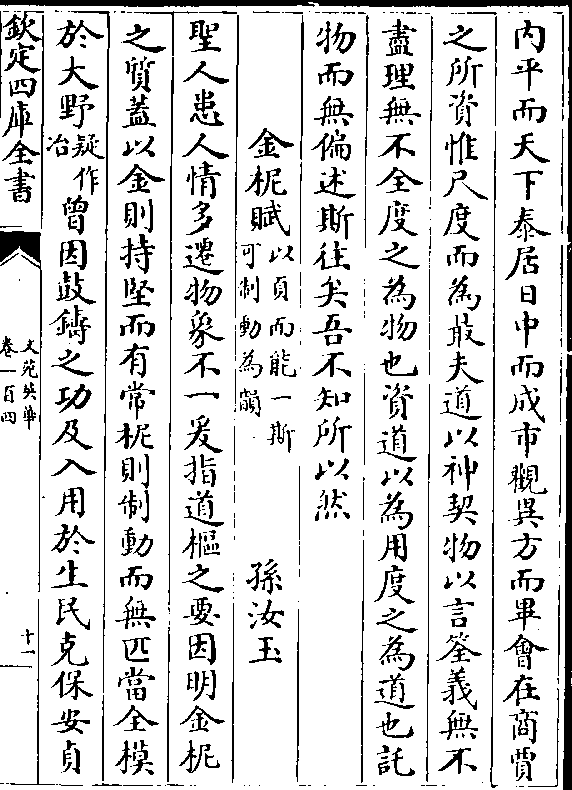 內平而天下泰居日中而成市觀異方而畢會在商賈
之所資惟尺度而為最夫道以神契物以言筌義無不
盡理無不全度之為物也資道以為用度之為道也託
物而無偏述斯往矣吾不知所以然
金柅賦以貞而能一斯可制動為韻
孫汝玉
聖人患人情多遷物象不一爰指道樞之要因明金柅
之質蓋以金則持堅而有常柅則制動而無匹當全模
於大野疑作冶曾因鼓鑄之功及入用於生民克保安貞
欽定四庫全書
文苑英華
卷一百四
十一